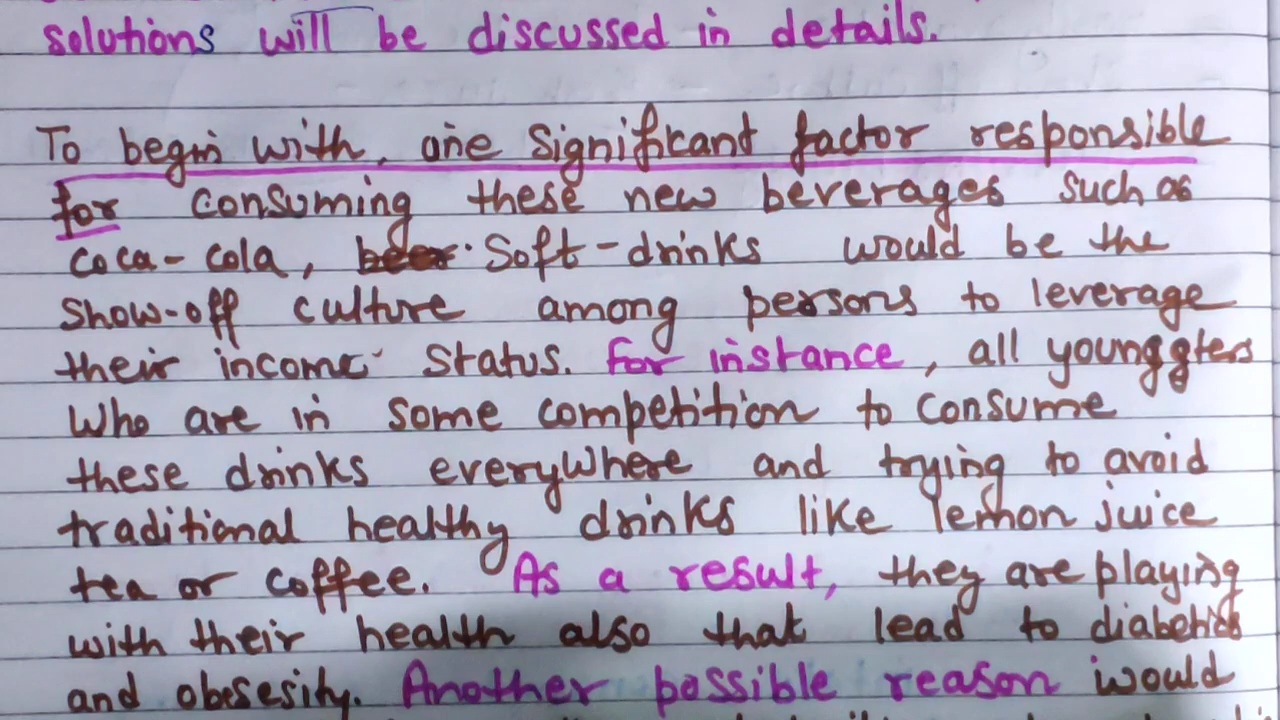 solutions will be discussed in details.
To begin with, one significant factor responsible
for consuming these new beverages such as
coca-cola, beer. Soft-drinks would be the
show-off culture among persons to leverage
their income status. For instance, all younggters
who are in some competition to consume
these drinks everywhere and trying to avoid
traditional healthy drinks like lemon juice
tea or coffee. As a result, they are playing
with their health also that lead to diabetics
and obesesity. Another possible reason would